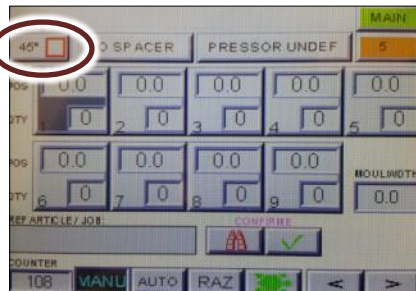 MAIN
45° O SPACER PRESSOR UNDEF 5
POS 0.0 0.0 0.0 0.0 0.0
QTY 1 0 2 0 3 0 4 0 5 0
POS 0.0 0.0 0.0 0.0
MOULWDTH
QTY 6 0 7 0 8 0 9 0 0.0
REF ARTICLE / JOB: CONFIRME
COUNTER
108 MANU AUTO RAZ < >